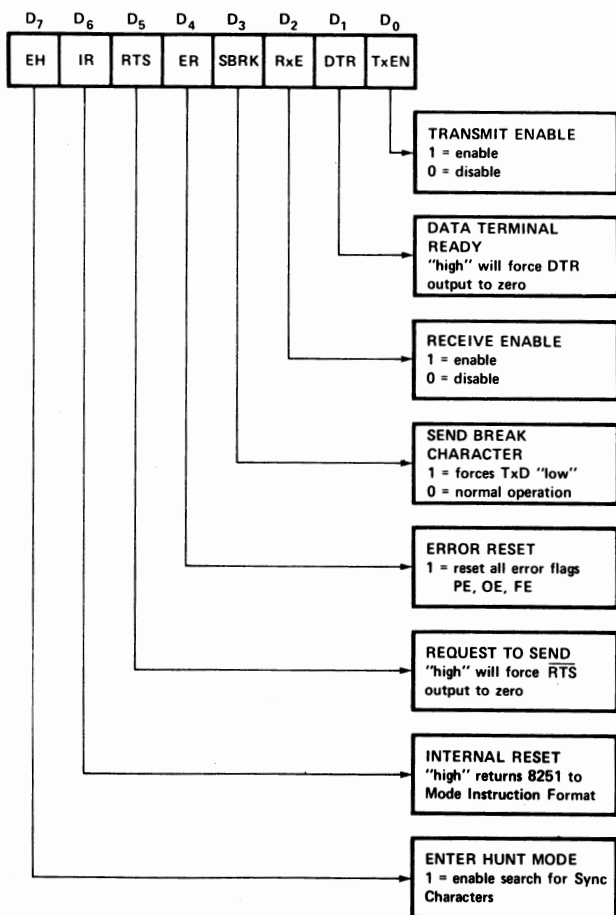 D7 D6 D5 D4 D3 D2 D1 D0
EH IR RTS ER SBRK RxE DTR TxEN
TRANSMIT ENABLE
1 = enable
0 = disable
DATA TERMINAL
READY
"high" will force DTR
output to zero
RECEIVE ENABLE
1 = enable
0 = disable
SEND BREAK
CHARACTER
1 = forces TxD "low"
0 = normal operation
ERROR RESET
1 = reset all error flags
PE, OE, FE
REQUEST TO SEND
"high" will force R̅T̅S̅
output to zero
INTERNAL RESET
"high" returns 8251 to
Mode Instruction Format
ENTER HUNT MODE
1 = enable search for Sync
Characters